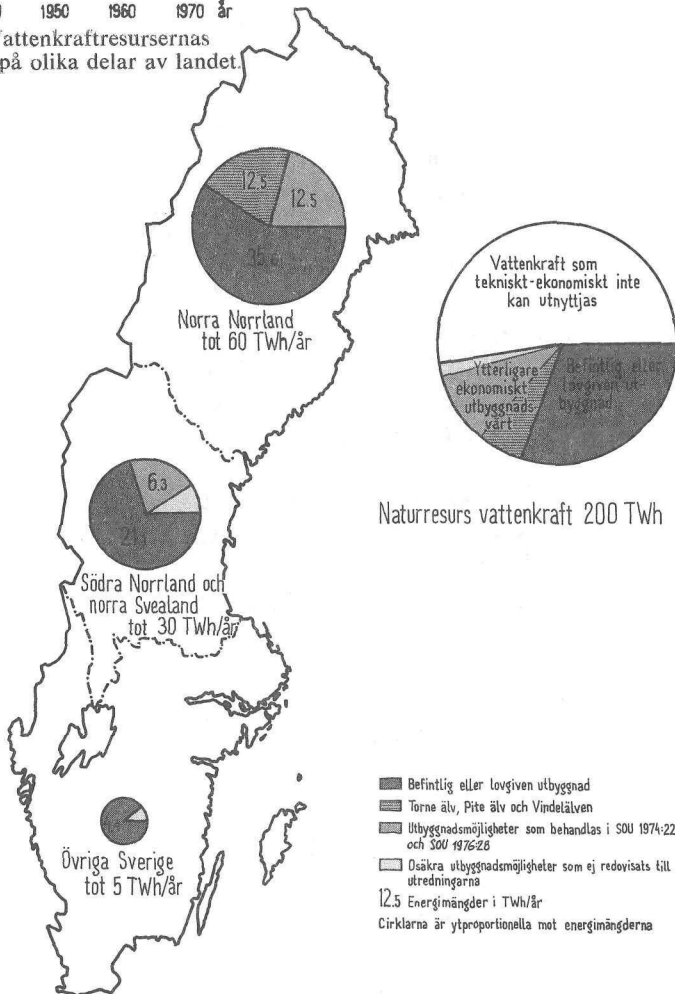 1950 1960 1970 år
attenkraftresursernas
på olika delar av landet.
12.5
12.5
35.
Norra Norrland
tot 60 TWh/år
Vattenkraft som
tekniskt-ekonomiskt inte
kan utnyttjas
Ytterligare
ekonomiskt
utbyggnads-
värt
Befintlig eller
lovgiven ut-
byggnad
Naturresurs vattenkraft 200 TWh
6.3
21.1
Södra Norrland och
norra Svealand
tot 30 TWh/år
Övriga Sverige
tot 5 TWh/år
Befintlig eller lovgiven utbyggnad
Torne älv, Pite älv och Vindelälven
Utbyggnadsmöjligheter som behandlas i SOU 1974:22
och SOU 1976:28
Osäkra utbyggnadsmöjligheter som ej redovisats till
utredningarna
12.5 Energimängder i TWh/år
Cirklarna är ytproportionella mot energimängderna